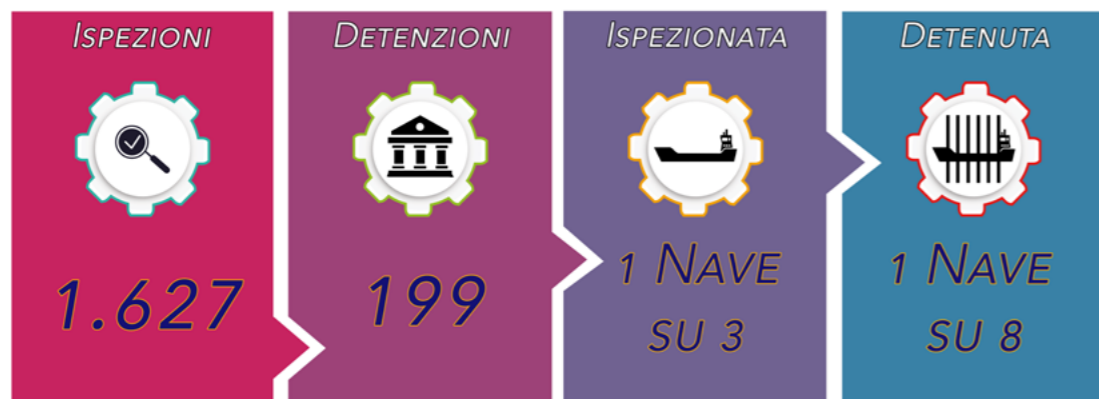 ISPEZIONI
1.627
DETENZIONI
199
ISPEZIONATA
1 NAVE
SU 3
DETENUTA
1 NAVE
SU 8